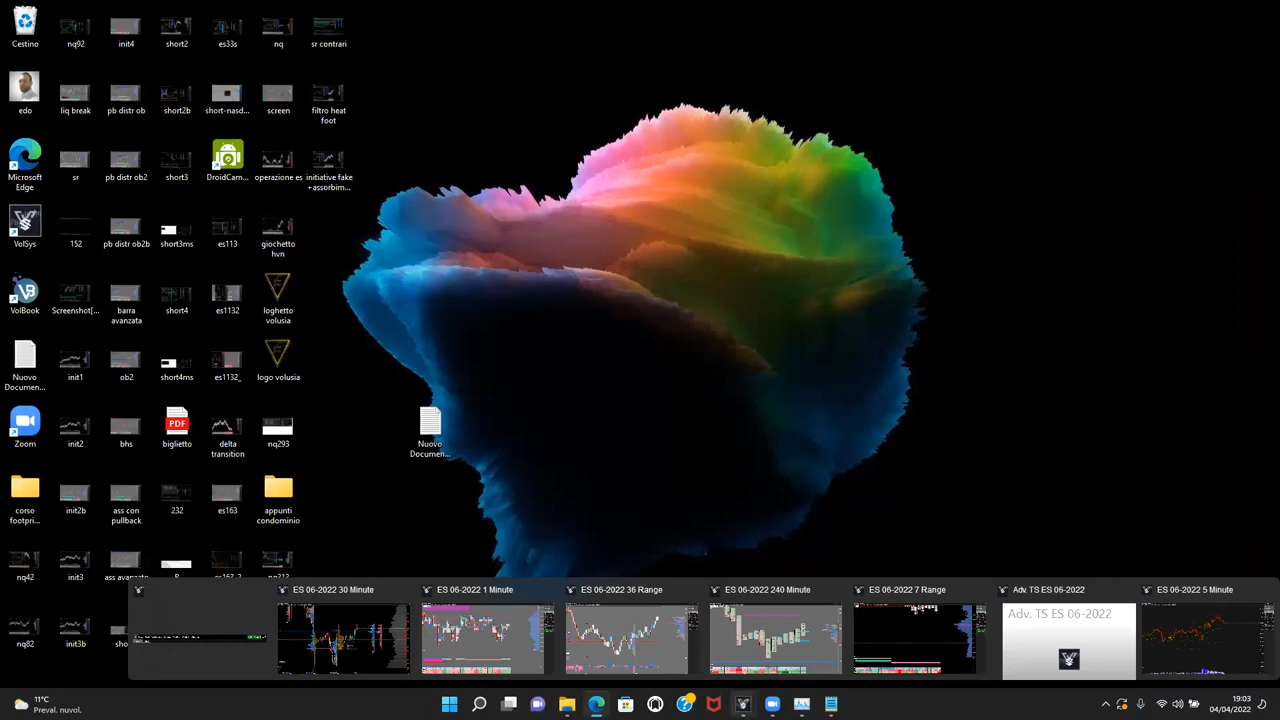 Cestino
nq92
init4
short2
es33s
nq
sr contrari
edo
liq break
pb distr ob
short2b
short-nasd...
screen
filtro heat
foot
Microsoft
Edge
sr
pb distr ob2
short3
DroidCam...
operazione es
initiative fake
+assorbim...
VolSys
152
pb distr ob2b
short3ms
es113
giochetto
hvn
VolBook
Screenshot[...
barra
avanzata
short4
es1132
loghetto
volusia
Nuovo
Documen...
init1
ob2
short4ms
es1132_
logo volusia
Zoom
init2
bhs
PDF
biglietto
delta
transition
nq293
Nuovo
Documen...
corso
footpri...
init2b
ass con
pullback
232
es163
appunti
condominio
nq42
init3
ass avanzato
nq82
init3b
ES 06-2022 30 Minute
ES 06-2022 1 Minute
ES 06-2022 36 Range
ES 06-2022 240 Minute
ES 06-2022 7 Range
Adv. TS ES 06-2022
Adv. TS ES 06-2022
ES 06-2022 5 Minute
11°C
Preval. nuvol.
19:03
04/04/2022